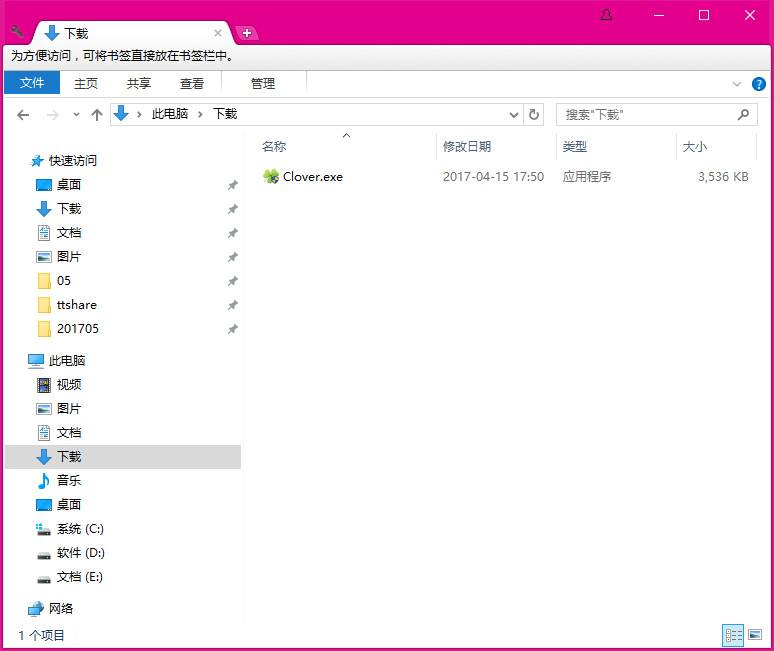 下载
为方便访问，可将书签直接放在书签栏中。
文件 主页 共享 查看 管理
此电脑 下载 搜索"下载"
名称 修改日期 类型 大小
Clover.exe 2017-04-15 17:50 应用程序 3,536 KB
快速访问
桌面
下载
文档
图片
05
ttshare
201705
此电脑
视频
图片
文档
下载
音乐
桌面
系统 (C:)
软件 (D:)
文档 (E:)
网络
1 个项目